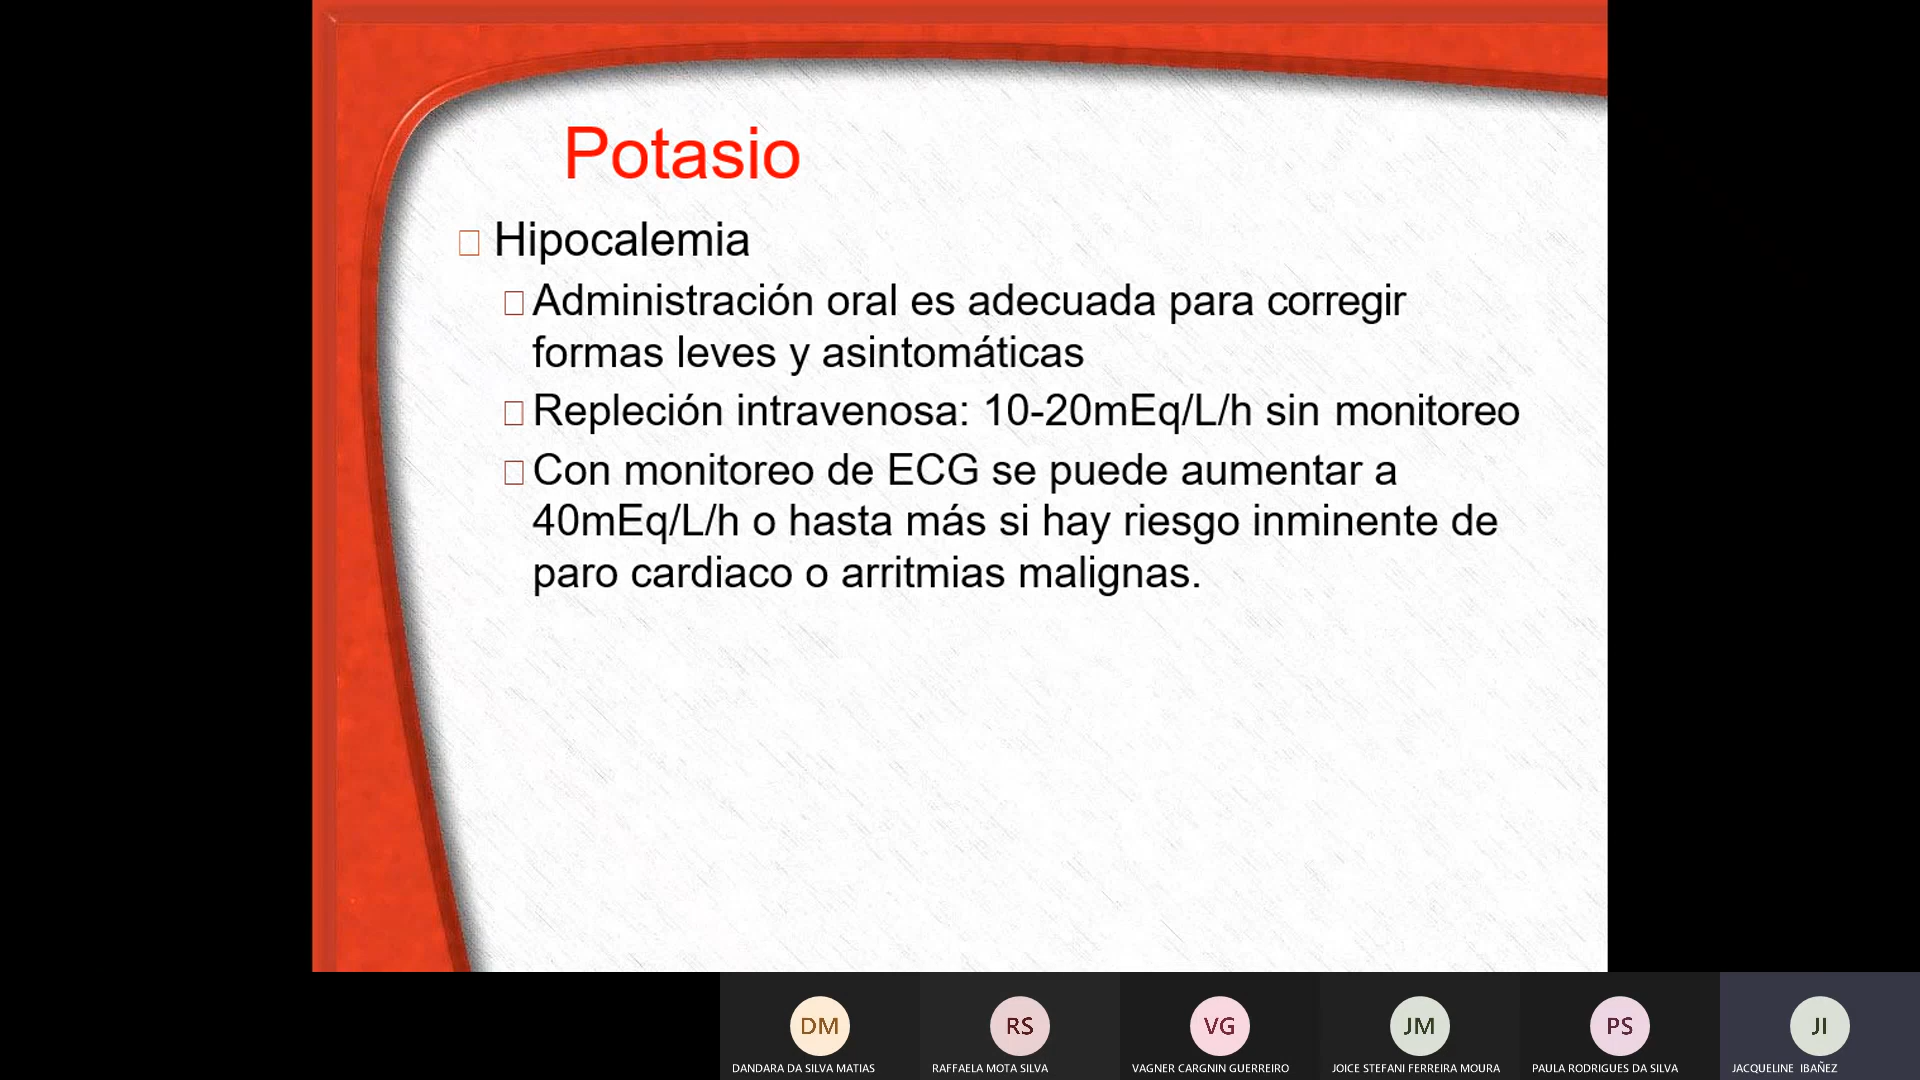 Potasio
Hipocalemia
Administración oral es adecuada para corregir
formas leves y asintomáticas
Repleción intravenosa: 10-20mEq/L/h sin monitoreo
Con monitoreo de ECG se puede aumentar a
40mEq/L/h o hasta más si hay riesgo inminente de
paro cardiaco o arritmias malignas.
DM RS VG JM PS JI
DANDARA DA SILVA MATIAS RAFFAELA MOTA SILVA VAGNER CARGNIN GUERREIRO JOICE STEFANI FERREIRA MOURA PAULA RODRIGUES DA SILVA JACQUELINE IBAÑEZ